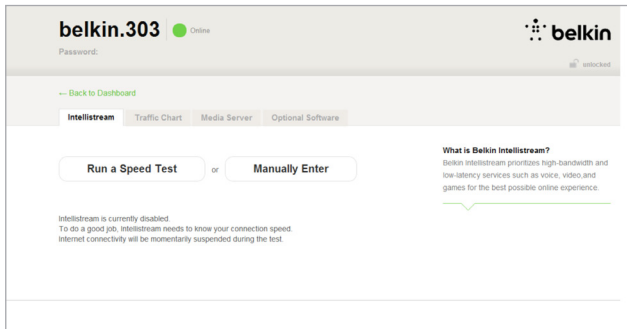 belkin.303
Online
belkin
Password:
unlocked
← Back to Dashboard
Intellistream
Traffic Chart
Media Server
Optional Software
Run a Speed Test
or
Manually Enter
What is Belkin Intellistream?
Belkin Intellistream prioritizes high-bandwidth and
low-latency services such as voice, video,and
games for the best possible online experience.
Intellistream is currently disabled.
To do a good job, Intellistream needs to know your connection speed.
Internet connectivity will be momentarily suspended during the test.